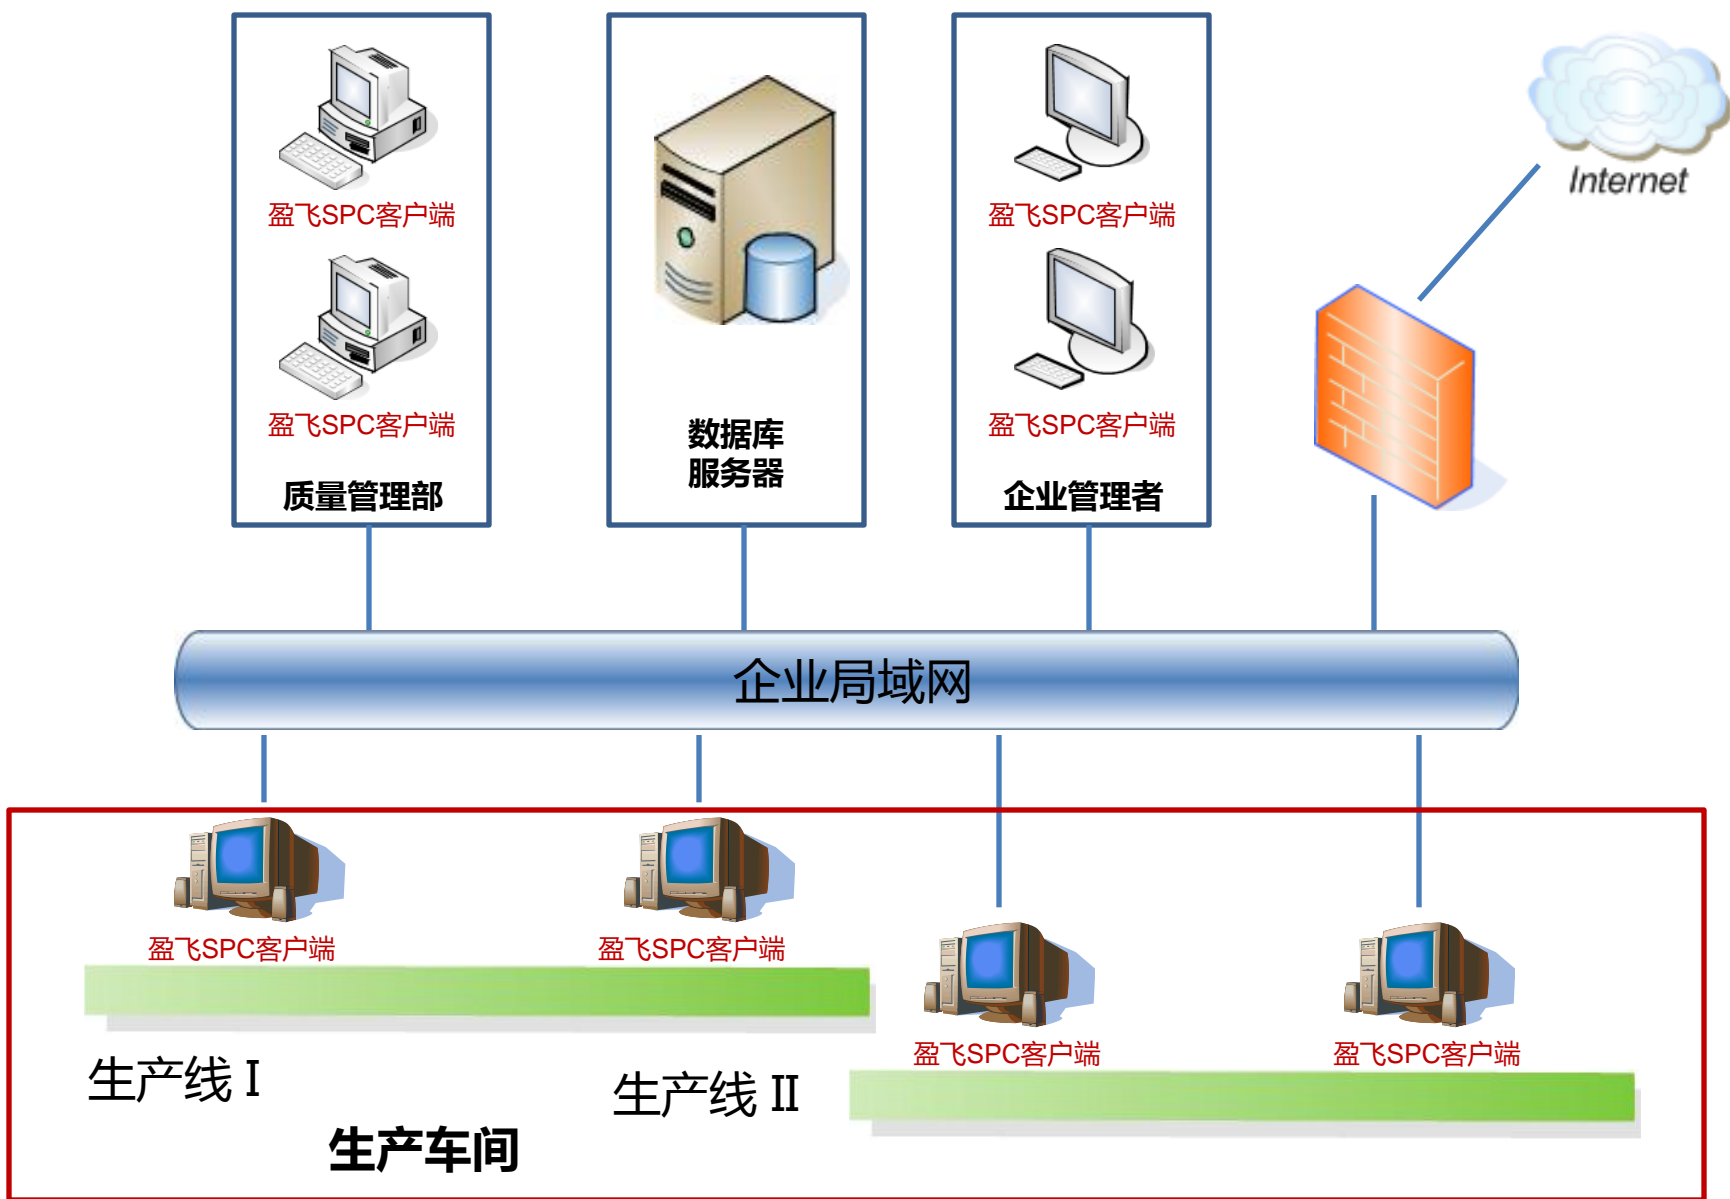 盈飞SPC客户端
盈飞SPC客户端
质量管理部
数据库
服务器
盈飞SPC客户端
盈飞SPC客户端
企业管理者
Internet
企业局域网
盈飞SPC客户端
盈飞SPC客户端
盈飞SPC客户端
盈飞SPC客户端
生产线 I
生产线 II
生产车间